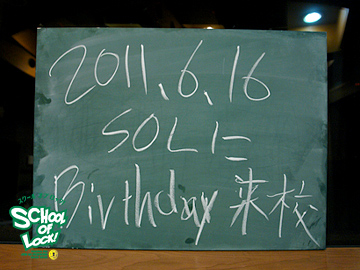 2011.6.16
SOLに
Birthday 来校
SCHOOL
OF
LOCK!